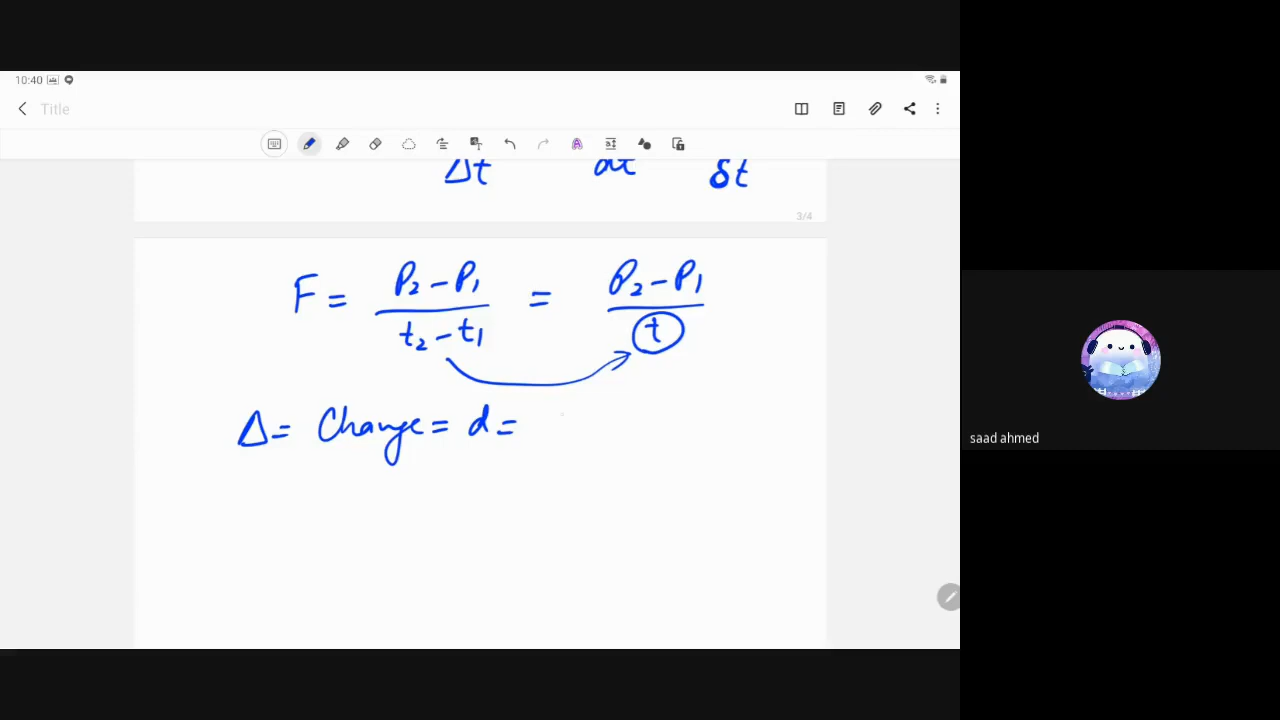 10:40
Title
Δt dt δt
3/4
F = P₂ - P₁ / t₂ - t₁ = P₂ - P₁ / t
Δ = Change = d =
saad ahmed